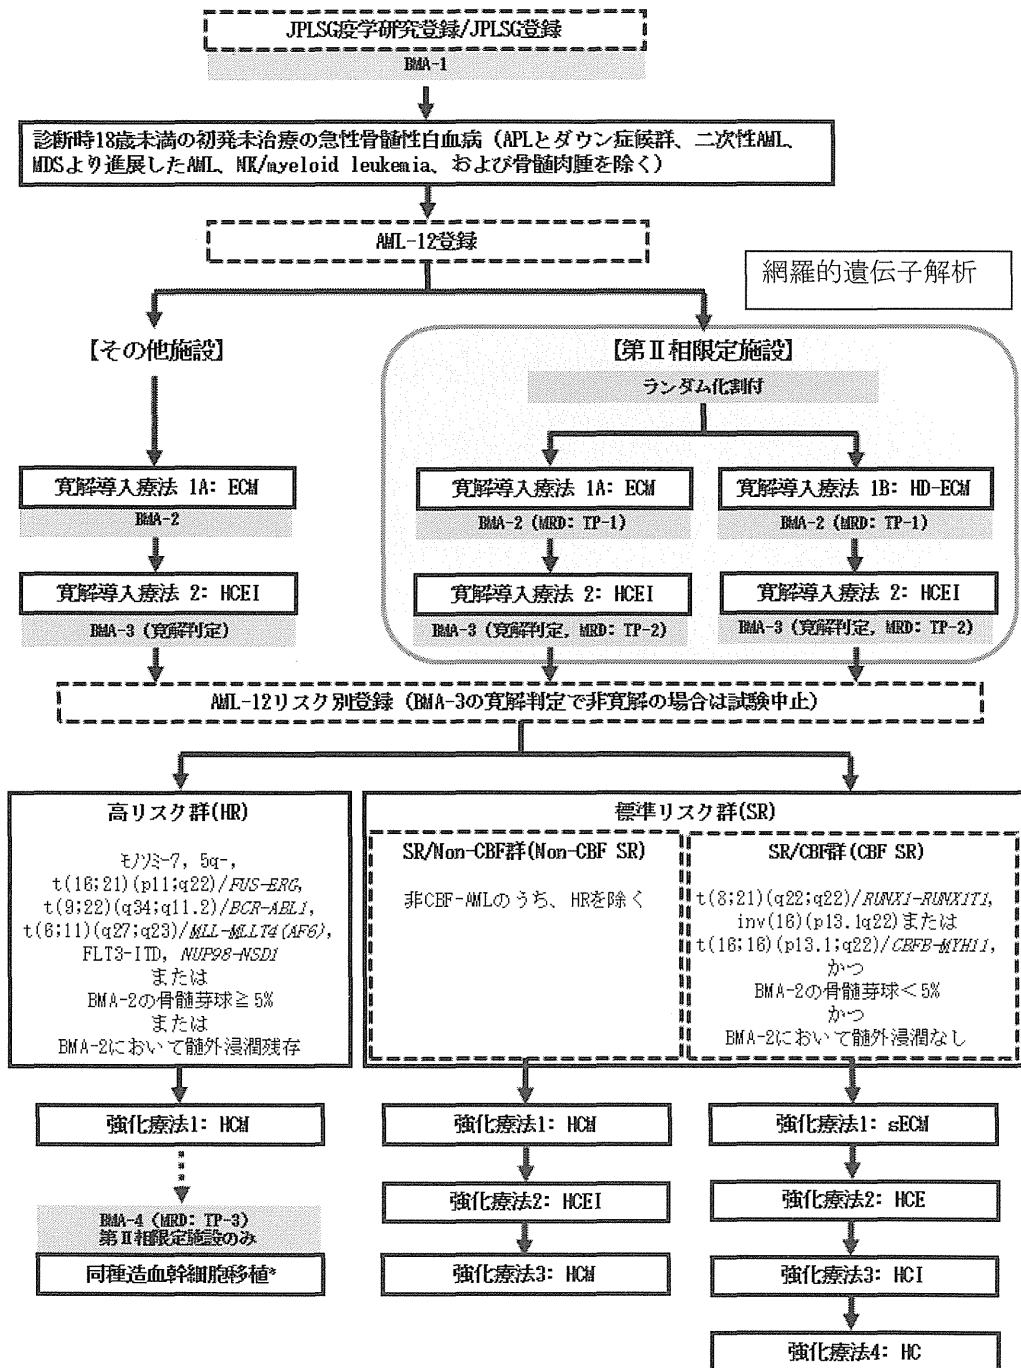 JPLSG疫学研究登録/JPLSG登録
BMA-1
診断時18歳未満の初発未治療の急性骨髄性白血病（APLとダウン症候群、二次性AML、
MDSより進展したAML、NK/myeloid leukemia、および骨髄肉腫を除く）
AML-12登録
網羅的遺伝子解析
【その他施設】
【第Ⅱ相限定施設】
ランダム化割付
寛解導入療法 1A: ECM
BMA-2
寛解導入療法 1A: ECM
BMA-2 (MRD: TP-1)
寛解導入療法 1B: HD-ECM
BMA-2 (MRD: TP-1)
寛解導入療法 2: HCEI
BMA-3 (寛解判定)
寛解導入療法 2: HCEI
BMA-3 (寛解判定, MRD: TP-2)
寛解導入療法 2: HCEI
BMA-3 (寛解判定, MRD: TP-2)
AML-12リスク別登録（BMA-3の寛解判定で非寛解の場合は試験中止）
高リスク群(HR)
モノソミー7, 5q-,
t(16;21)(p11;q22)/FUS-ERG,
t(9;22)(q34;q11.2)/BCR-ABL1,
t(6;11)(q27;q23)/MLL-MLLT4(AF6),
FLT3-ITD, NUP98-NSD1
または
BMA-2の骨髄芽球≧5%
または
BMA-2において髄外浸潤残存
標準リスク群(SR)
SR/Non-CBF群(Non-CBF SR)
非CBF-AMLのうち、HRを除く
SR/CBF群(CBF SR)
t(8;21)(q22;q22)/RUNX1-RUNX1T1,
inv(16)(p13.1q22)または
t(16;16)(p13.1;q22)/CBFB-MYH11,
かつ
BMA-2の骨髄芽球＜5%
かつ
BMA-2において髄外浸潤なし
強化療法1: HCM
BMA-4 (MRD: TP-3)
第Ⅱ相限定施設のみ
同種造血幹細胞移植*
強化療法1: HCM
強化療法2: HCEI
強化療法3: HCM
強化療法1: sECM
強化療法2: HCE
強化療法3: HCI
強化療法4: HC